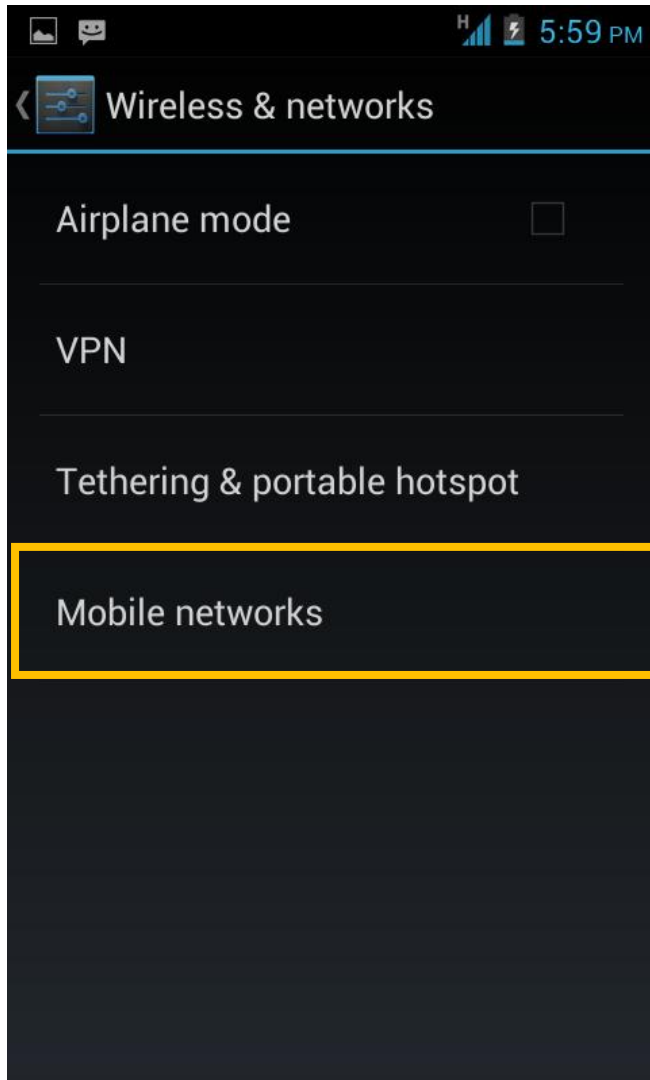 H 5:59 PM
Wireless & networks
Airplane mode
VPN
Tethering & portable hotspot
Mobile networks